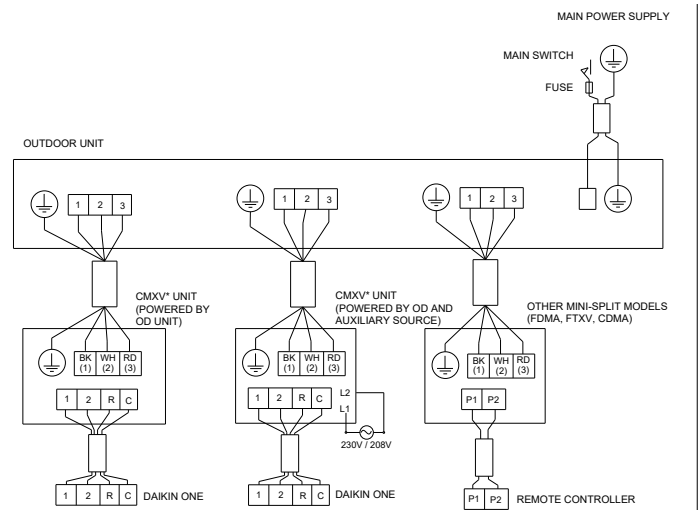 MAIN POWER SUPPLY
MAIN SWITCH
FUSE
OUTDOOR UNIT
1 2 3
1 2 3
1 2 3
CMXV* UNIT
(POWERED BY
OD UNIT)
CMXV* UNIT
(POWERED BY OD AND
AUXILIARY SOURCE)
OTHER MINI-SPLIT MODELS
(FDMA, FTXV, CDMA)
BK (1) WH (2) RD (3)
BK (1) WH (2) RD (3)
BK (1) WH (2) RD (3)
1 2 R C
1 2 R C
L2
L1
P1 P2
230V / 208V
1 2 R C DAIKIN ONE
1 2 R C DAIKIN ONE
P1 P2 REMOTE CONTROLLER